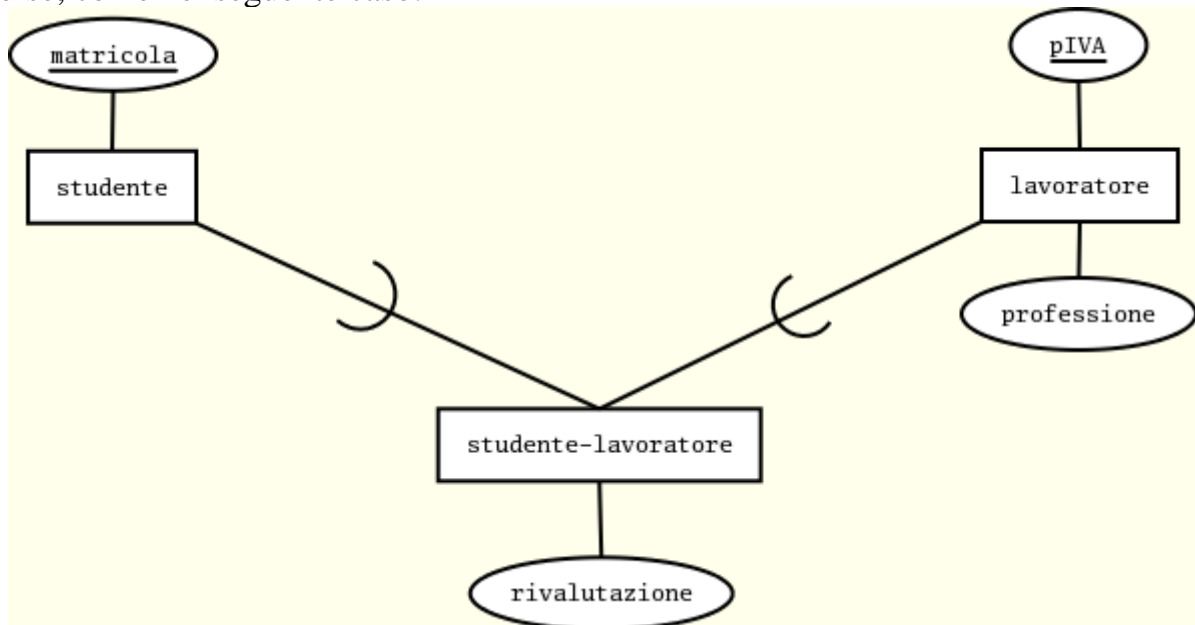 matricola
pIVA
studente
lavoratore
professione
studente-lavoratore
rivalutazione